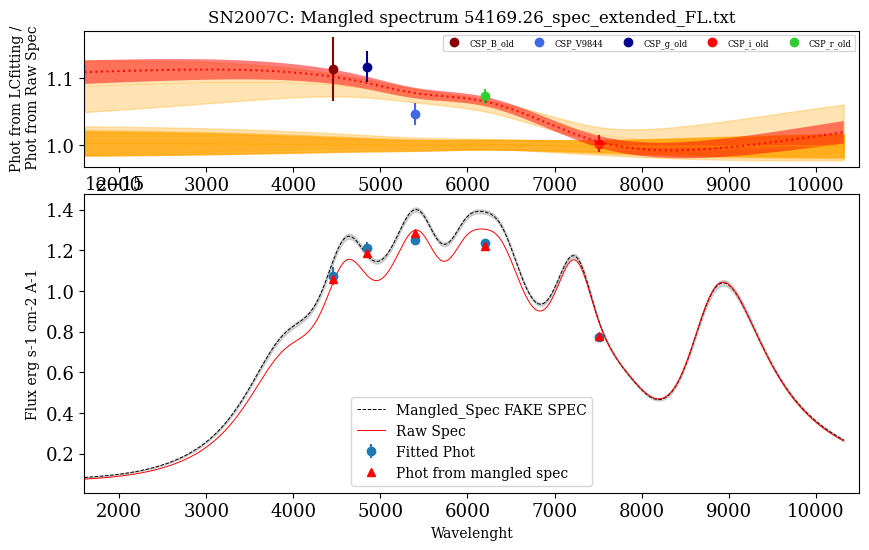 SN2007C: Mangled spectrum 54169.26_spec_extended_FL.txt
Phot from LCfitting /
Phot from Raw Spec
1.1
1.0
CSP_B_old
CSP_V9844
CSP_g_old
CSP_i_old
CSP_r_old
2000 3000 4000 5000 6000 7000 8000 9000 10000
1e−15
Flux erg s-1 cm-2 A-1
1.4
1.2
1.0
0.8
0.6
0.4
0.2
Mangled_Spec FAKE SPEC
Raw Spec
Fitted Phot
Phot from mangled spec
2000 3000 4000 5000 6000 7000 8000 9000 10000
Wavelenght